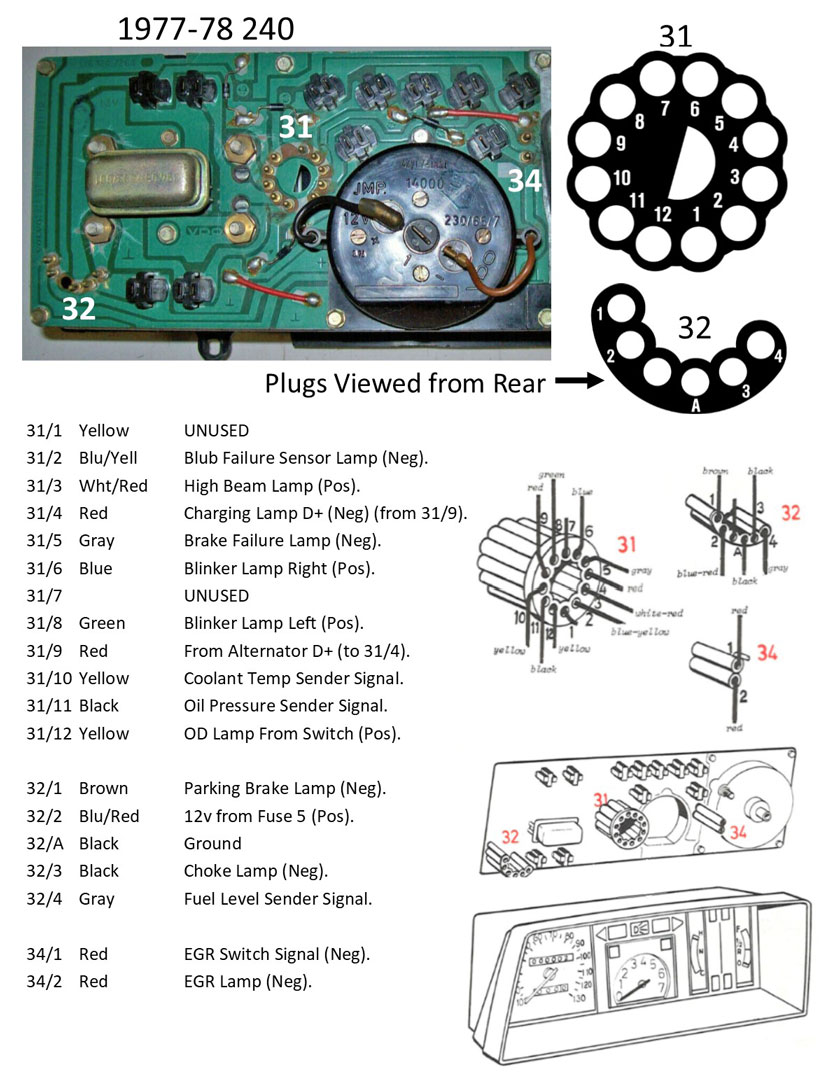 1977-78 240
31
31
34
32
JMP.
14000
12V
230/66/7
VDO
7
6
8
5
9
4
10
3
11
2
12
1
32
1
2
A
3
4
Plugs Viewed from Rear
31/1 Yellow UNUSED
31/2 Blu/Yell Blub Failure Sensor Lamp (Neg).
31/3 Wht/Red High Beam Lamp (Pos).
31/4 Red Charging Lamp D+ (Neg) (from 31/9).
31/5 Gray Brake Failure Lamp (Neg).
31/6 Blue Blinker Lamp Right (Pos).
31/7 UNUSED
31/8 Green Blinker Lamp Left (Pos).
31/9 Red From Alternator D+ (to 31/4).
31/10 Yellow Coolant Temp Sender Signal.
31/11 Black Oil Pressure Sender Signal.
31/12 Yellow OD Lamp From Switch (Pos).
32/1 Brown Parking Brake Lamp (Neg).
32/2 Blu/Red 12v from Fuse 5 (Pos).
32/A Black Ground
32/3 Black Choke Lamp (Neg).
32/4 Gray Fuel Level Sender Signal.
34/1 Red EGR Switch Signal (Neg).
34/2 Red EGR Lamp (Neg).
green
red
blue
9
8
7
6
31
5
gray
4
red
3
white-red
2
blue-yellow
1
10
11
12
yellow
yellow
black
brown
black
1
3
32
2
A
4
blue-red
gray
black
red
1
34
2
red
31
32
34
90
100
110
120
130
10
1
2
3
4
5
6
7
H
N
C
F
½
R
0